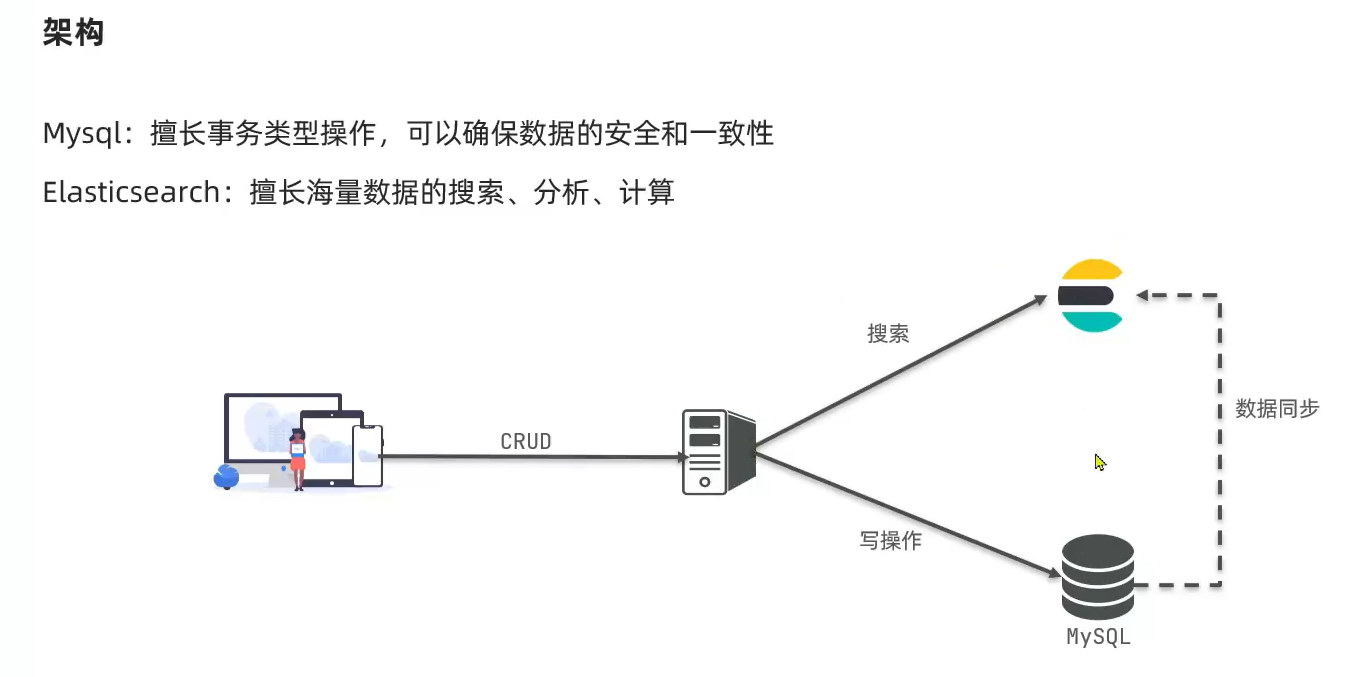 架构
Mysql：擅长事务类型操作，可以确保数据的安全和一致性
Elasticsearch：擅长海量数据的搜索、分析、计算
搜索
数据同步
CRUD
写操作
MySQL